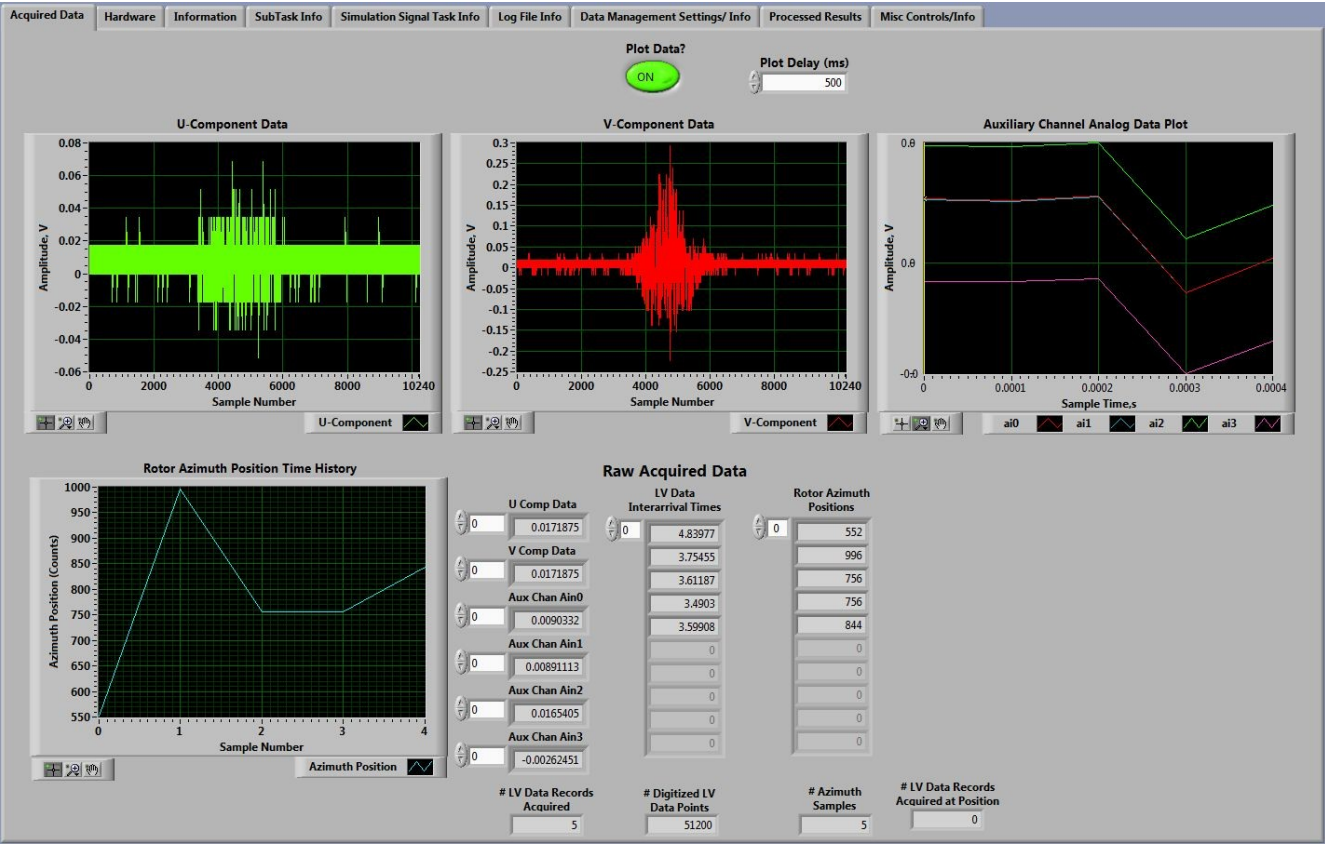 Acquired Data Hardware Information SubTask Info Simulation Signal Task Info Log File Info Data Management Settings/ Info Processed Results Misc Controls/Info
Plot Data?
ON
Plot Delay (ms)
500
U-Component Data
0.08
0.06
0.04
0.02
0
-0.02
-0.04
-0.06
Amplitude, V
0 2000 4000 6000 8000 10240
Sample Number
U-Component
V-Component Data
0.3
0.25
0.2
0.15
0.1
0.05
0
-0.05
-0.1
-0.15
-0.2
-0.25
Amplitude, V
0 2000 4000 6000 8000 10240
Sample Number
V-Component
Auxiliary Channel Analog Data Plot
Amplitude, V
0 0.0001 0.0002 0.0003 0.0004
Sample Time,s
ai0 ai1 ai2 ai3
Rotor Azimuth Position Time History
1000
950
900
850
800
750
700
650
600
550
Azimuth Position (Counts)
0 1 2 3 4
Sample Number
Azimuth Position
Raw Acquired Data
U Comp Data
0 0.0171875
V Comp Data
0 0.0171875
Aux Chan Ain0
0 0.0090332
Aux Chan Ain1
0 0.00891113
Aux Chan Ain2
0 0.0165405
Aux Chan Ain3
0 -0.00262451
LV Data
Interarrival Times
0 4.83977
3.75455
3.61187
3.4903
3.59908
0
0
0
0
0
Rotor Azimuth
Positions
0 552
996
756
756
844
0
0
0
0
0
# LV Data Records
Acquired
5
# Digitized LV
Data Points
51200
# Azimuth
Samples
5
# LV Data Records
Acquired at Position
0